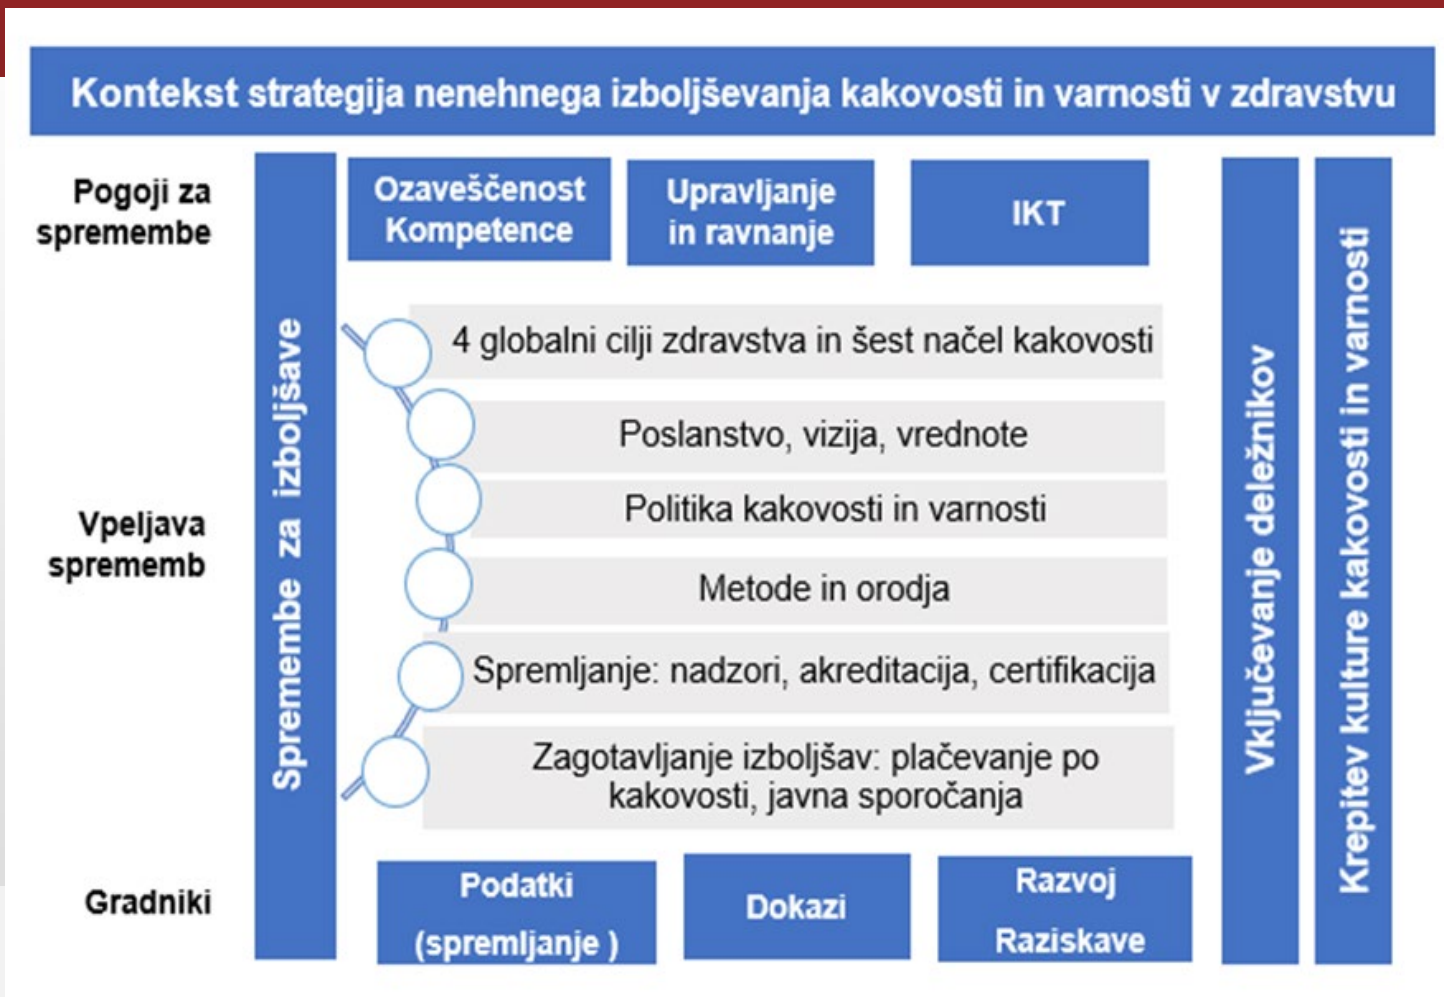 Kontekst strategija nenehnega izboljševanja kakovosti in varnosti v zdravstvu
Pogoji za
spremembe
Spremembe za izboljšave
Ozaveščenost
Kompetence
Upravljanje
in ravnanje
IKT
Vpeljava
sprememb
4 globalni cilji zdravstva in šest načel kakovosti
Poslanstvo, vizija, vrednote
Politika kakovosti in varnosti
Metode in orodja
Spremljanje: nadzori, akreditacija, certifikacija
Zagotavljanje izboljšav: plačevanje po
kakovosti, javna sporočanja
Gradniki
Podatki
(spremljanje )
Dokazi
Razvoj
Raziskave
Vključevanje deležnikov
Krepitev kulture kakovosti in varnosti